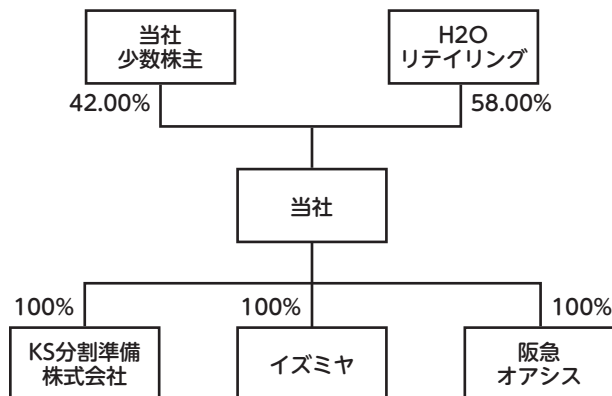 当社
少数株主
H2O
リテイリング
42.00%
58.00%
当社
100%
100%
100%
KS分割準備
株式会社
イズミヤ
阪急
オアシス